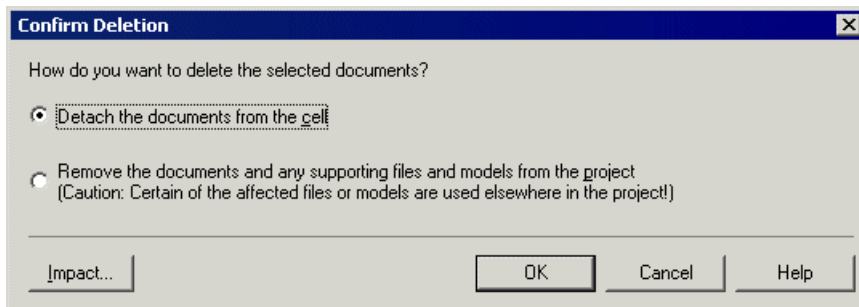 Confirm Deletion
How do you want to delete the selected documents?
Detach the documents from the cell
Remove the documents and any supporting files and models from the project
(Caution: Certain of the affected files or models are used elsewhere in the project!)
Impact... OK Cancel Help